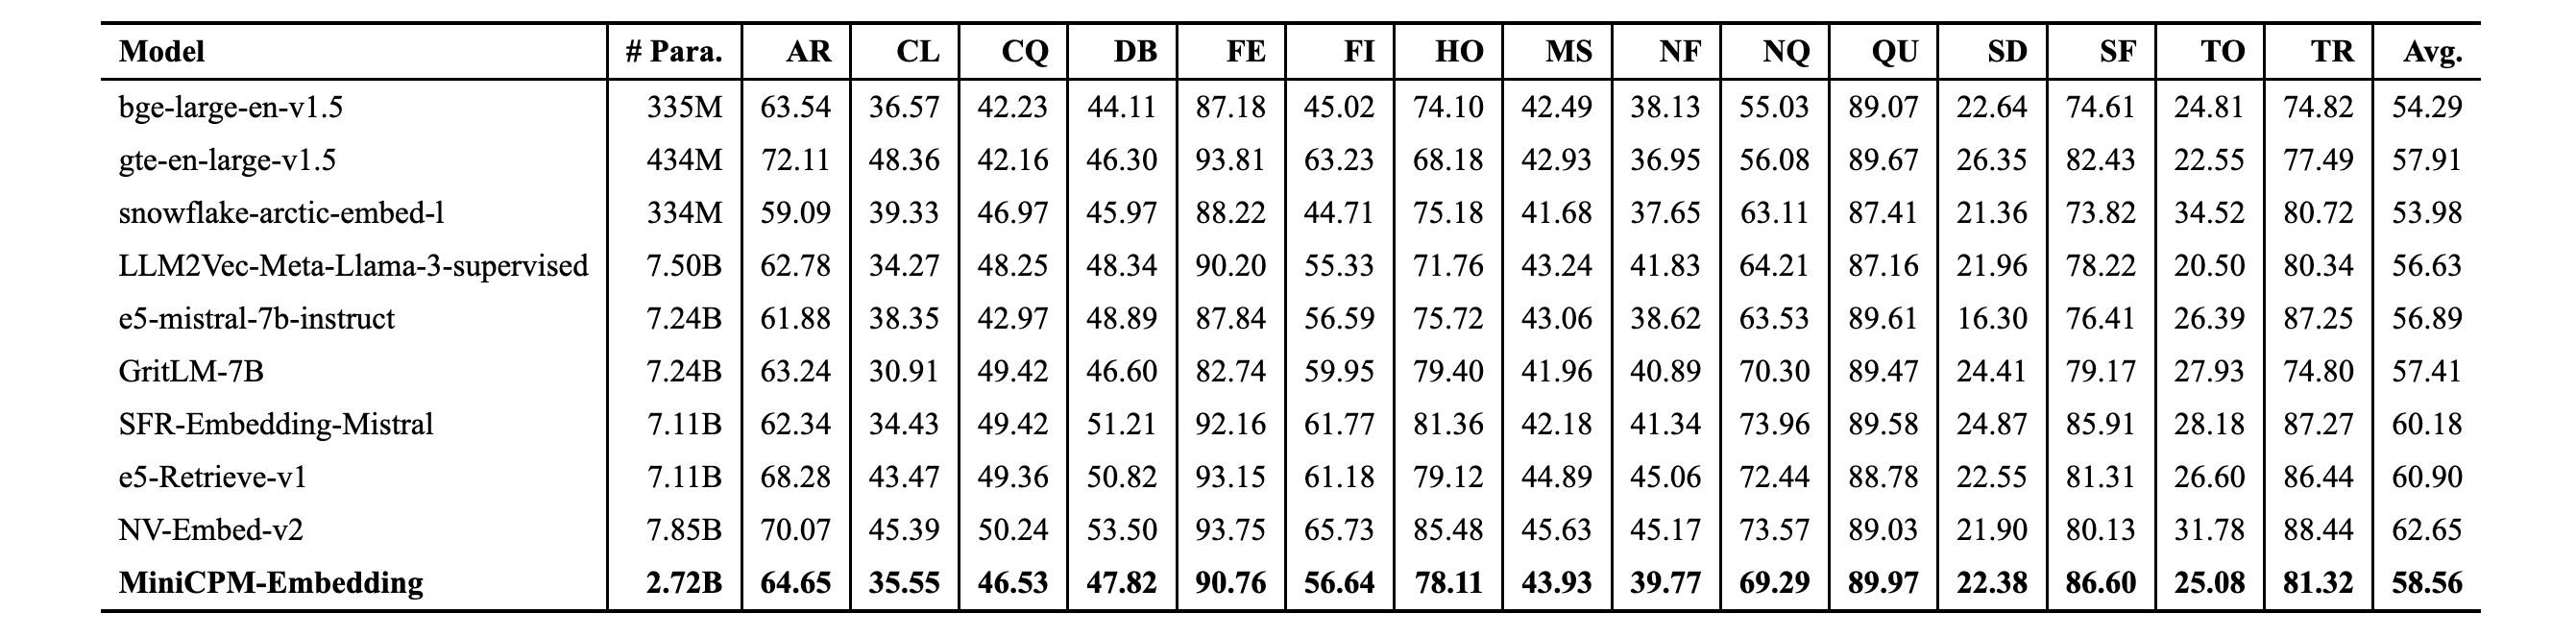 Model # Para. AR CL CQ DB FE FI HO MS NF NQ QU SD SF TO TR Avg.
bge-large-en-v1.5 335M 63.54 36.57 42.23 44.11 87.18 45.02 74.10 42.49 38.13 55.03 89.07 22.64 74.61 24.81 74.82 54.29
gte-en-large-v1.5 434M 72.11 48.36 42.16 46.30 93.81 63.23 68.18 42.93 36.95 56.08 89.67 26.35 82.43 22.55 77.49 57.91
snowflake-arctic-embed-l 334M 59.09 39.33 46.97 45.97 88.22 44.71 75.18 41.68 37.65 63.11 87.41 21.36 73.82 34.52 80.72 53.98
LLM2Vec-Meta-Llama-3-supervised 7.50B 62.78 34.27 48.25 48.34 90.20 55.33 71.76 43.24 41.83 64.21 87.16 21.96 78.22 20.50 80.34 56.63
e5-mistral-7b-instruct 7.24B 61.88 38.35 42.97 48.89 87.84 56.59 75.72 43.06 38.62 63.53 89.61 16.30 76.41 26.39 87.25 56.89
GritLM-7B 7.24B 63.24 30.91 49.42 46.60 82.74 59.95 79.40 41.96 40.89 70.30 89.47 24.41 79.17 27.93 74.80 57.41
SFR-Embedding-Mistral 7.11B 62.34 34.43 49.42 51.21 92.16 61.77 81.36 42.18 41.34 73.96 89.58 24.87 85.91 28.18 87.27 60.18
e5-Retrieve-v1 7.11B 68.28 43.47 49.36 50.82 93.15 61.18 79.12 44.89 45.06 72.44 88.78 22.55 81.31 26.60 86.44 60.90
NV-Embed-v2 7.85B 70.07 45.39 50.24 53.50 93.75 65.73 85.48 45.63 45.17 73.57 89.03 21.90 80.13 31.78 88.44 62.65
MiniCPM-Embedding 2.72B 64.65 35.55 46.53 47.82 90.76 56.64 78.11 43.93 39.77 69.29 89.97 22.38 86.60 25.08 81.32 58.56